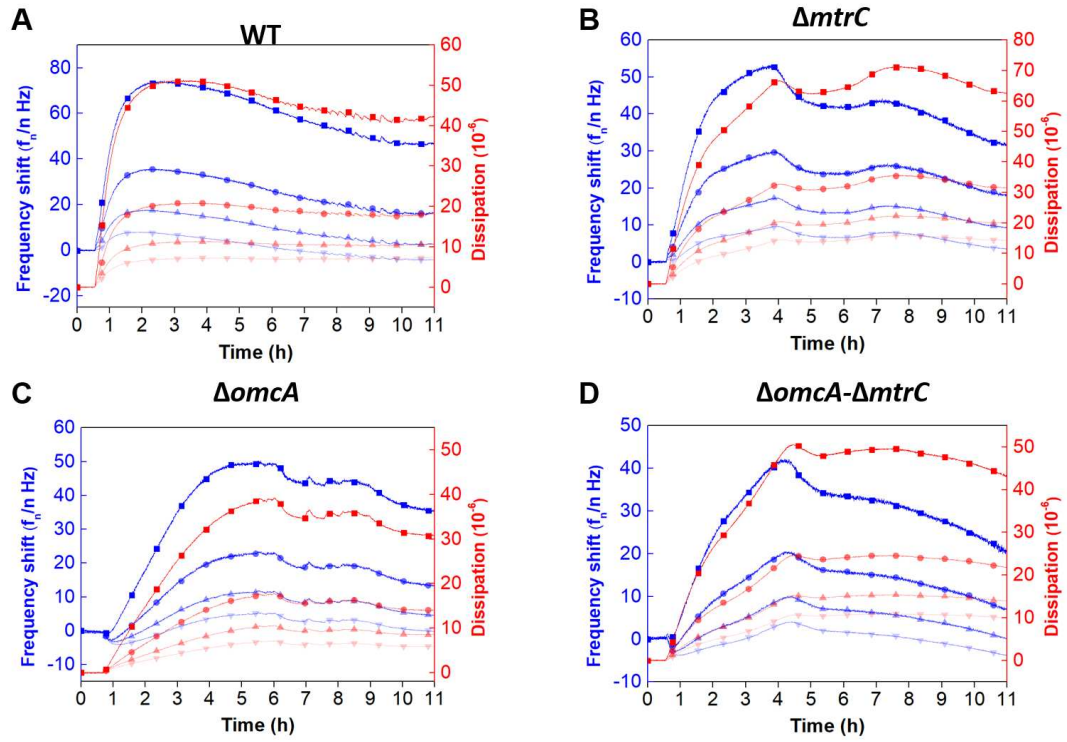 A
WT
Frequency shift (fn/n Hz)
80
60
40
20
0
-20
60
50
40
30
20
10
0
Dissipation (10-6)
0 1 2 3 4 5 6 7 8 9 10 11
Time (h)
B
ΔmtrC
Frequency shift (fn/n Hz)
60
50
40
30
20
10
0
-10
80
70
60
50
40
30
20
10
0
Dissipation (10-6)
0 1 2 3 4 5 6 7 8 9 10 11
Time (h)
C
ΔomcA
Frequency shift (fn/n Hz)
60
50
40
30
20
10
0
-10
50
40
30
20
10
0
Dissipation (10-6)
0 1 2 3 4 5 6 7 8 9 10 11
Time (h)
D
ΔomcA-ΔmtrC
Frequency shift (fn/n Hz)
50
40
30
20
10
0
-10
50
40
30
20
10
0
Dissipation (10-6)
0 1 2 3 4 5 6 7 8 9 10 11
Time (h)